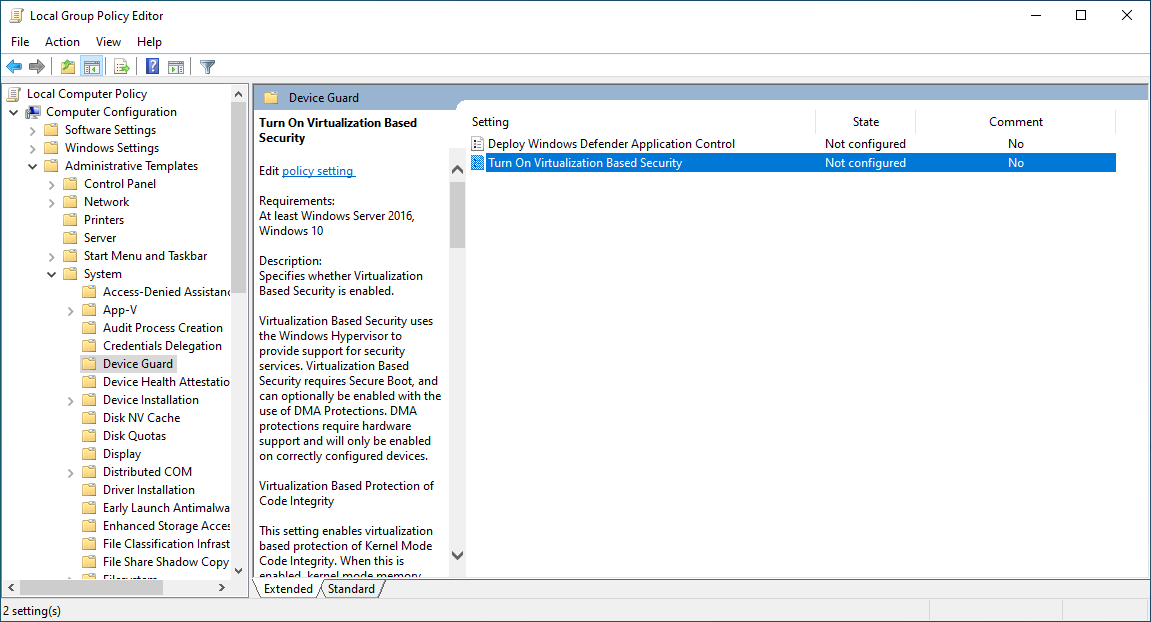 Local Group Policy Editor
File Action View Help
Local Computer Policy
Computer Configuration
Software Settings
Windows Settings
Administrative Templates
Control Panel
Network
Printers
Server
Start Menu and Taskbar
System
Access-Denied Assistanc
App-V
Audit Process Creation
Credentials Delegation
Device Guard
Device Health Attestatio
Device Installation
Disk NV Cache
Disk Quotas
Display
Distributed COM
Driver Installation
Early Launch Antimalwa
Enhanced Storage Acces
File Classification Infrast
File Share Shadow Copy
Filesystem
Device Guard
Turn On Virtualization Based
Security
Edit policy setting
Requirements:
At least Windows Server 2016,
Windows 10
Description:
Specifies whether Virtualization
Based Security is enabled.
Virtualization Based Security uses
the Windows Hypervisor to
provide support for security
services. Virtualization Based
Security requires Secure Boot, and
can optionally be enabled with the
use of DMA Protections. DMA
protections require hardware
support and will only be enabled
on correctly configured devices.
Virtualization Based Protection of
Code Integrity
This setting enables virtualization
based protection of Kernel Mode
Code Integrity. When this is
enabled, kernel mode memory
Setting State Comment
Deploy Windows Defender Application Control Not configured No
Turn On Virtualization Based Security Not configured No
Extended Standard
2 setting(s)